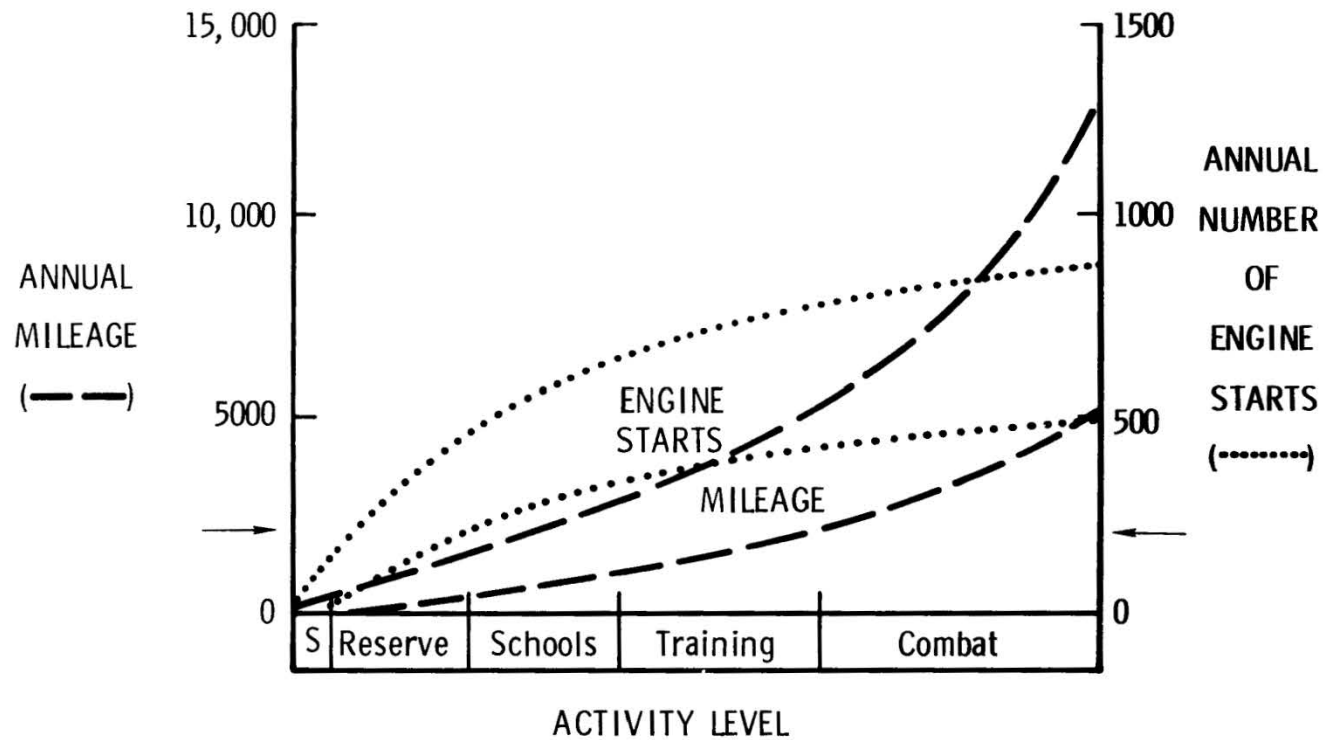 15,000
1500
10,000
1000
ANNUAL
MILEAGE
(— —)
ANNUAL
NUMBER
OF
ENGINE
STARTS
(........)
5000
500
ENGINE
STARTS
MILEAGE
0
0
S Reserve Schools Training Combat
ACTIVITY LEVEL